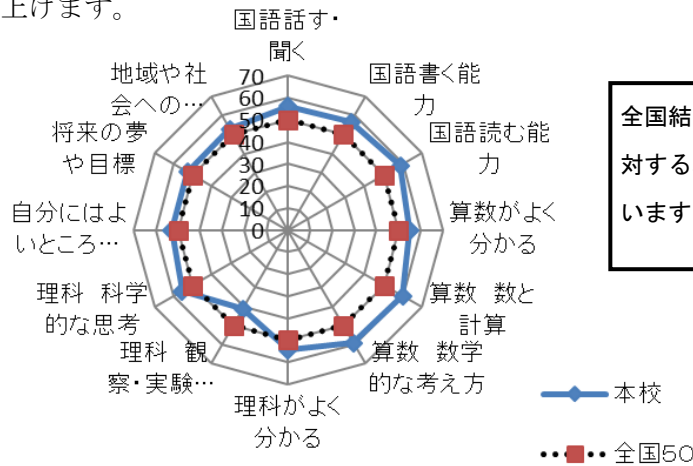 上げます。
国語話す・
聞く
国語書く能
力
国語読む能
力
算数がよく
分かる
算数 数と
計算
算数 数学
的な考え方
理科がよく
分かる
理科 観
察・実験…
理科 科学
的な思考
自分にはよ
いところ…
将来の夢
や目標
地域や社
会への…
70
60
50
40
30
20
10
0
全国結
対する
います
本校
全国50